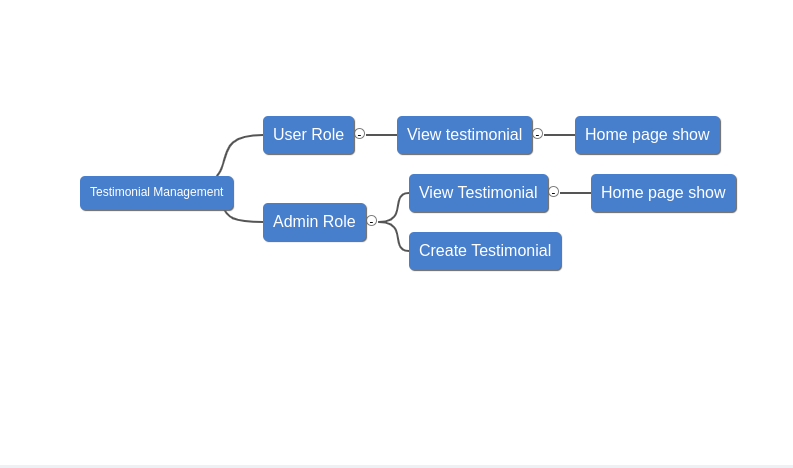 Testimonial Management
User Role
View testimonial
Home page show
Admin Role
View Testimonial
Home page show
Create Testimonial